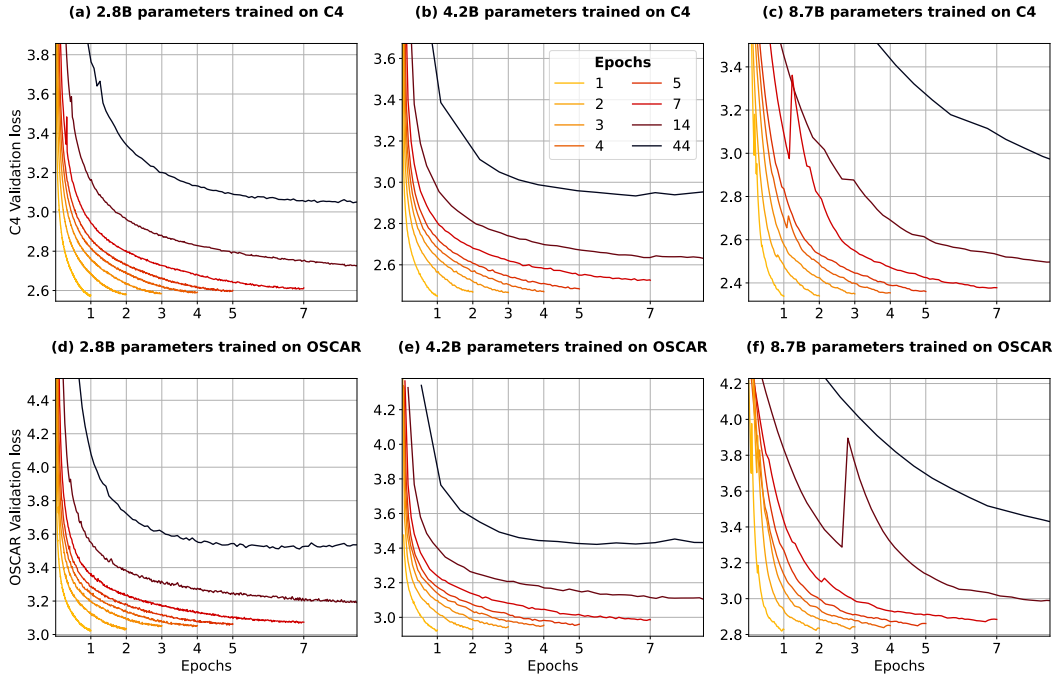 (a) 2.8B parameters trained on C4
(b) 4.2B parameters trained on C4
(c) 8.7B parameters trained on C4
C4 Validation loss
3.8
3.6
3.4
3.2
3.0
2.8
2.6
1 2 3 4 5 7
3.6
3.4
3.2
3.0
2.8
2.6
1 2 3 4 5 7
Epochs
1 5
2 7
3 14
4 44
3.4
3.2
3.0
2.8
2.6
2.4
1 2 3 4 5 7
(d) 2.8B parameters trained on OSCAR
(e) 4.2B parameters trained on OSCAR
(f) 8.7B parameters trained on OSCAR
OSCAR Validation loss
4.4
4.2
4.0
3.8
3.6
3.4
3.2
3.0
1 2 3 4 5 7
Epochs
4.2
4.0
3.8
3.6
3.4
3.2
3.0
1 2 3 4 5 7
Epochs
4.2
4.0
3.8
3.6
3.4
3.2
3.0
2.8
1 2 3 4 5 7
Epochs